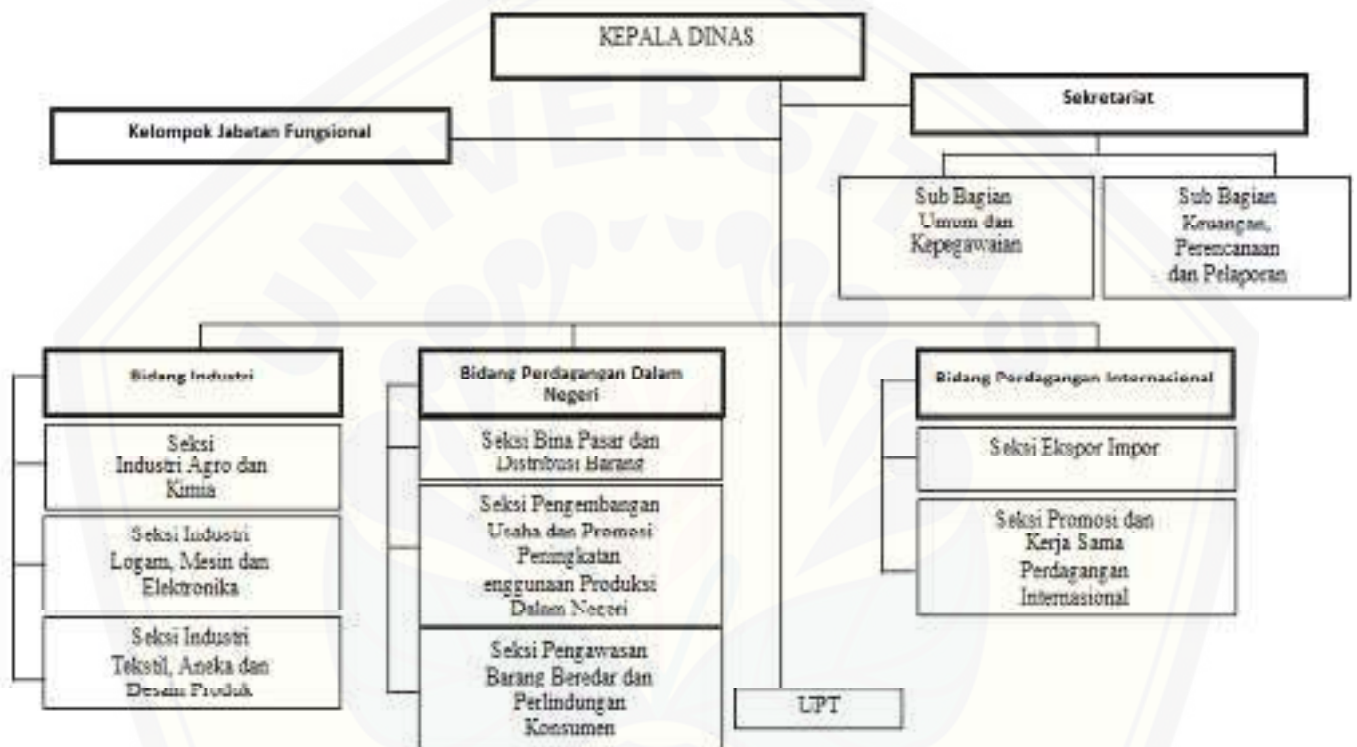 KEPALA DINAS
Sekretariat
Kelompok Jabatan Fungsional
Sub Bagian
Umum dan
Kepegawaian
Sub Bagian
Keuangan,
Perencanaan
dan Pelaporan
Bidang Industri
Seksi
Industri Agro dan
Kimia
Seksi Industri
Logam, Mesin dan
Elektronika
Seksi Industri
Tekstil, Aneka dan
Desain Produk
Bidang Perdagangan Dalam
Negeri
Seksi Bina Pasar dan
Distribusi Barang
Seksi Pengembangan
Usaha dan Promosi
Peningkatan
enggunaan Produksi
Dalam Negeri
Seksi Pengawasan
Barang Beredar dan
Perlindungan
Konsumen
Bidang Perdagangan Internasional
Seksi Ekspor Impor
Seksi Promosi dan
Kerja Sama
Perdagangan
Internasional
UPT
UNIVERSITAS